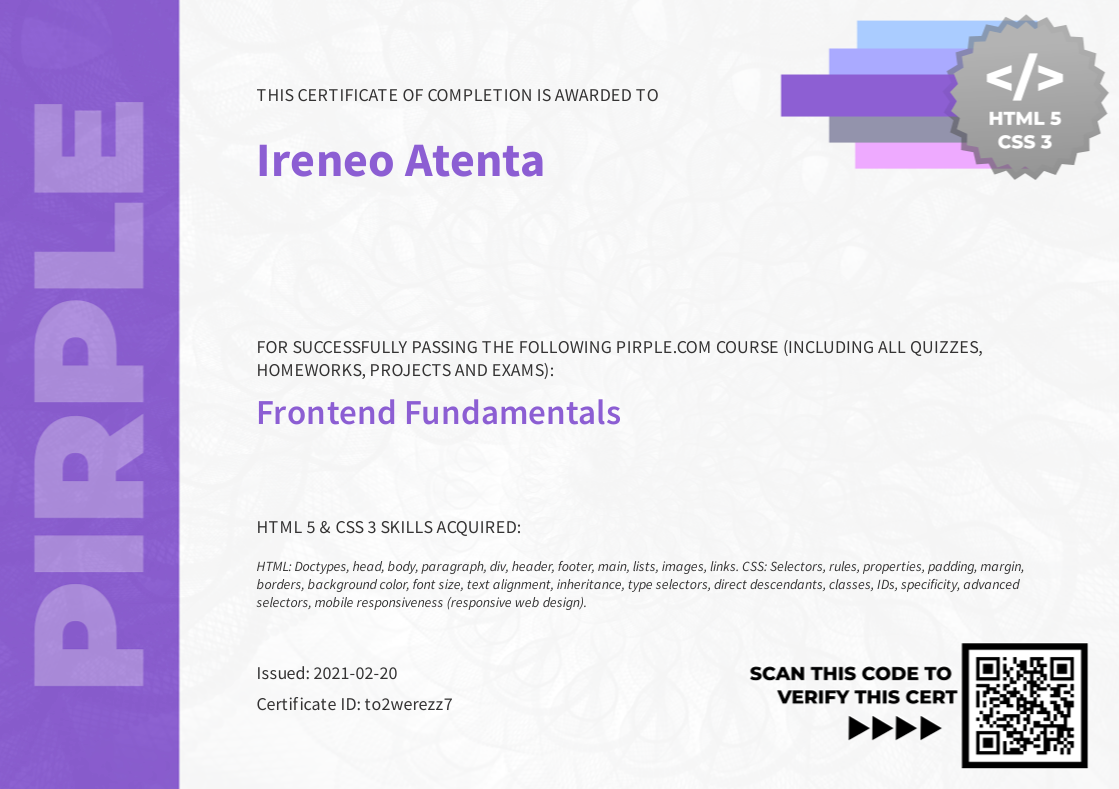 PIRPLE
THIS CERTIFICATE OF COMPLETION IS AWARDED TO
Ireneo Atenta
</>
HTML 5
CSS 3
FOR SUCCESSFULLY PASSING THE FOLLOWING PIRPLE.COM COURSE (INCLUDING ALL QUIZZES,
HOMEWORKS, PROJECTS AND EXAMS):
Frontend Fundamentals
HTML 5 & CSS 3 SKILLS ACQUIRED:
HTML: Doctypes, head, body, paragraph, div, header, footer, main, lists, images, links. CSS: Selectors, rules, properties, padding, margin,
borders, background color, font size, text alignment, inheritance, type selectors, direct descendants, classes, IDs, specificity, advanced
selectors, mobile responsiveness (responsive web design).
Issued: 2021-02-20
Certificate ID: to2werezz7
SCAN THIS CODE TO
VERIFY THIS CERT